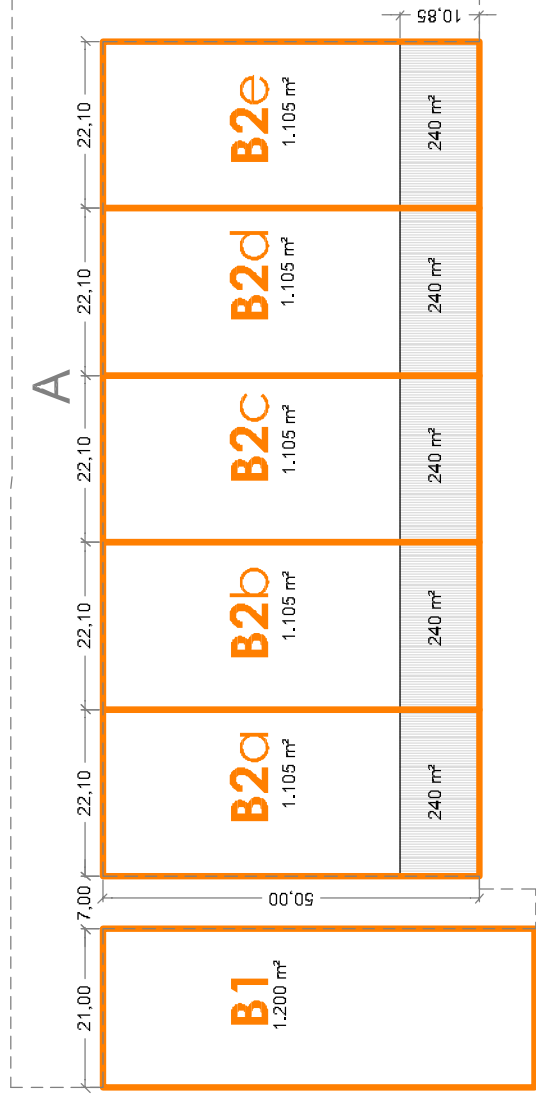 A
21,00
7,00
22,10
22,10
22,10
22,10
22,10
B1
1.200 m²
50,00
B2a
1.105 m²
B2b
1.105 m²
B2c
1.105 m²
B2d
1.105 m²
B2e
1.105 m²
240 m²
240 m²
240 m²
240 m²
240 m²
10,85